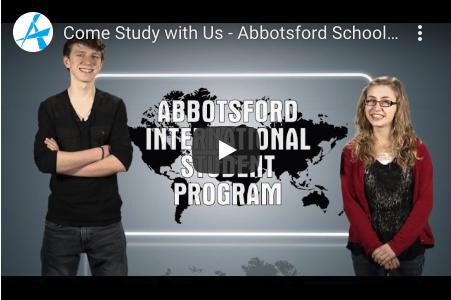 Come Study with Us - Abbotsford School...
ABBOTSFORD
INTERNATIONAL
STUDENT
PROGRAM